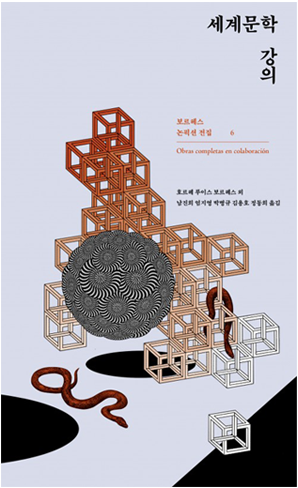 세계문학
강의
보르헤스
논픽션 전집 6
Obras completas en colaboración
호르헤 루이스 보르헤스 외
남진희 엄지영 박병규 김용호 정동희 옮김